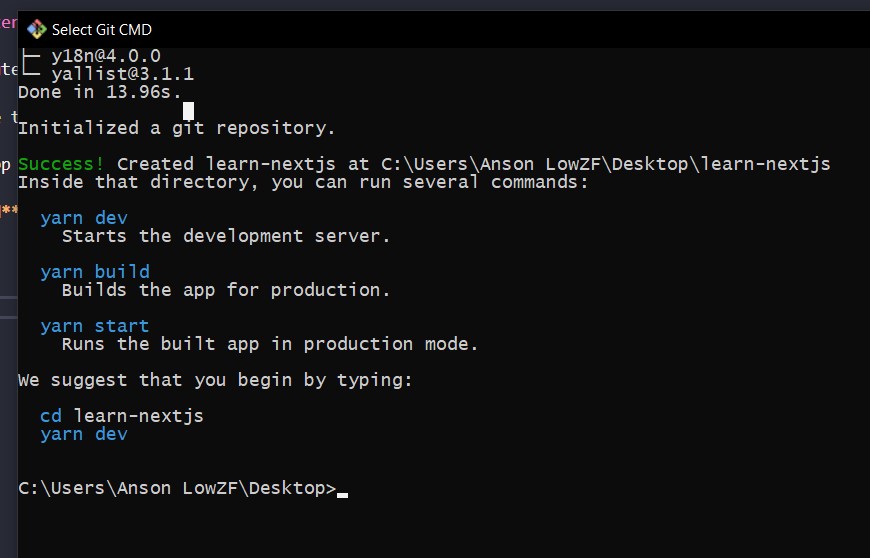 Select Git CMD
├─ y18n@4.0.0
└─ yallist@3.1.1
Done in 13.96s.
Initialized a git repository.
Success! Created learn-nextjs at C:\Users\Anson LowZF\Desktop\learn-nextjs
Inside that directory, you can run several commands:
yarn dev
Starts the development server.
yarn build
Builds the app for production.
yarn start
Runs the built app in production mode.
We suggest that you begin by typing:
cd learn-nextjs
yarn dev
C:\Users\Anson LowZF\Desktop>